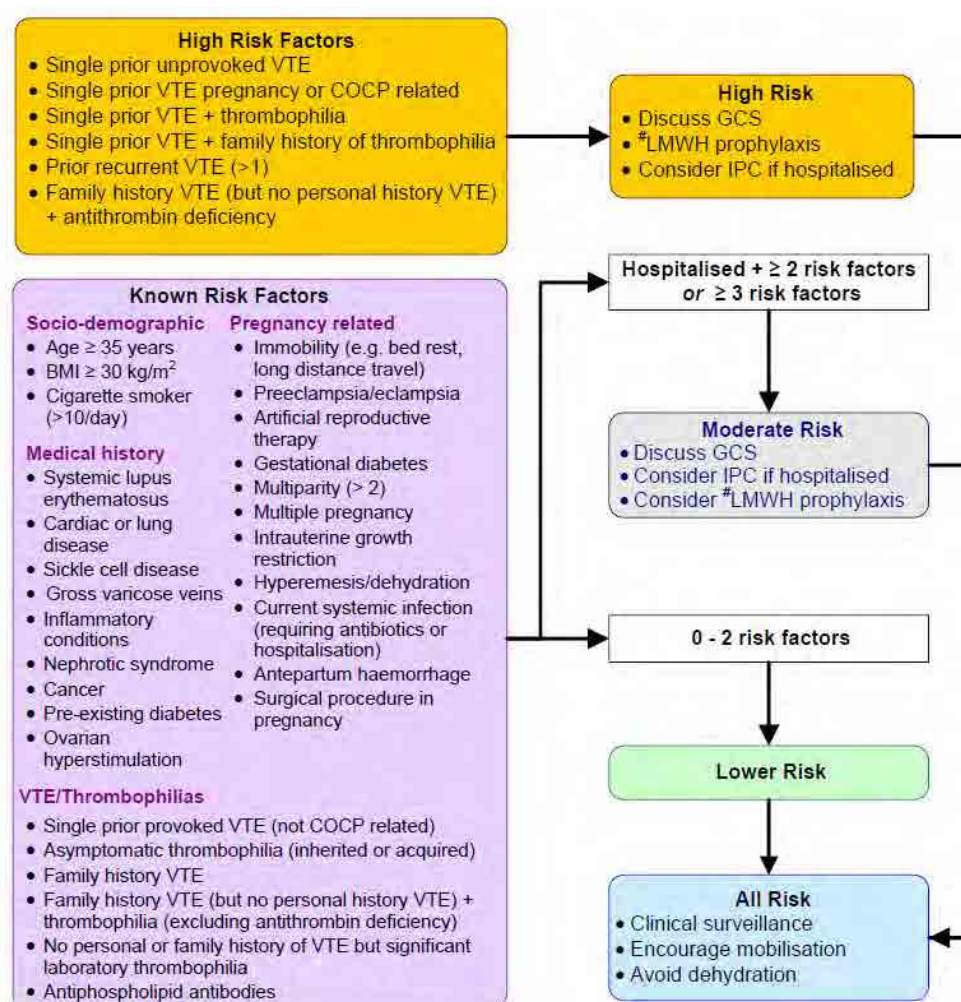 High Risk Factors
• Single prior unprovoked VTE
• Single prior VTE pregnancy or COCP related
• Single prior VTE + thrombophilia
• Single prior VTE + family history of thrombophilia
• Prior recurrent VTE (>1)
• Family history VTE (but no personal history VTE)
+ antithrombin deficiency
High Risk
• Discuss GCS
• #LMWH prophylaxis
• Consider IPC if hospitalised
Known Risk Factors
Socio-demographic
• Age ≥ 35 years
• BMI ≥ 30 kg/m²
• Cigarette smoker
(>10/day)
Medical history
• Systemic lupus
erythematosus
• Cardiac or lung
disease
• Sickle cell disease
• Gross varicose veins
• Inflammatory
conditions
• Nephrotic syndrome
• Cancer
• Pre-existing diabetes
• Ovarian
hyperstimulation
Pregnancy related
• Immobility (e.g. bed rest,
long distance travel)
• Preeclampsia/eclampsia
• Artificial reproductive
therapy
• Gestational diabetes
• Multiparity (> 2)
• Multiple pregnancy
• Intrauterine growth
restriction
• Hyperemesis/dehydration
• Current systemic infection
(requiring antibiotics or
hospitalisation)
• Antepartum haemorrhage
• Surgical procedure in
pregnancy
VTE/Thrombophilias
• Single prior provoked VTE (not COCP related)
• Asymptomatic thrombophilia (inherited or acquired)
• Family history VTE
• Family history VTE (but no personal history VTE) +
thrombophilia (excluding antithrombin deficiency)
• No personal or family history of VTE but significant
laboratory thrombophilia
• Antiphospholipid antibodies
Hospitalised + ≥ 2 risk factors
or ≥ 3 risk factors
Moderate Risk
• Discuss GCS
• Consider IPC if hospitalised
• Consider #LMWH prophylaxis
0 - 2 risk factors
Lower Risk
All Risk
• Clinical surveillance
• Encourage mobilisation
• Avoid dehydration